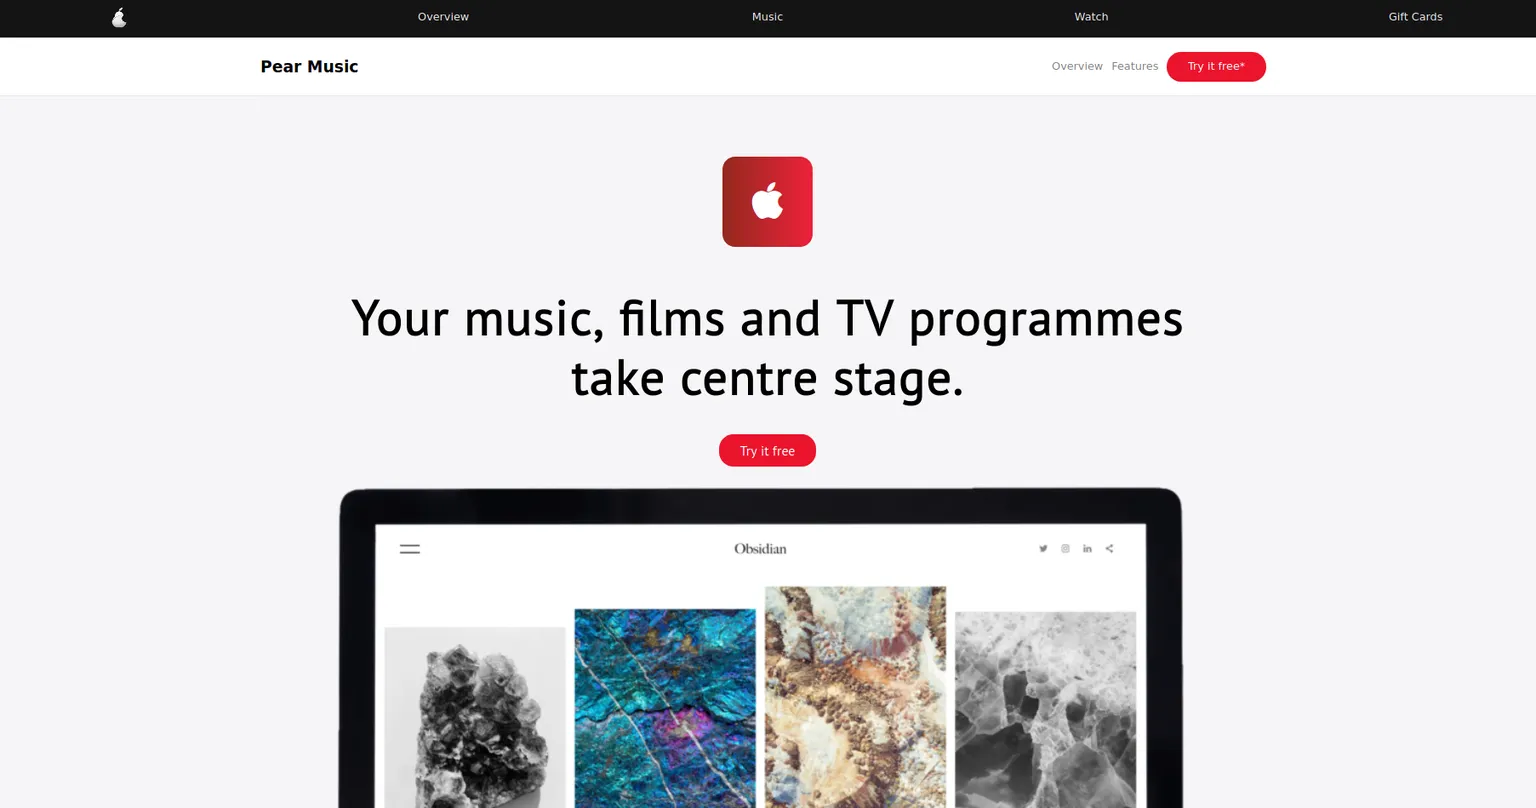 Overview
Music
Watch
Gift Cards
Pear Music
Overview
Features
Try it free*
Your music, films and TV programmes
take centre stage.
Try it free
Obsidian